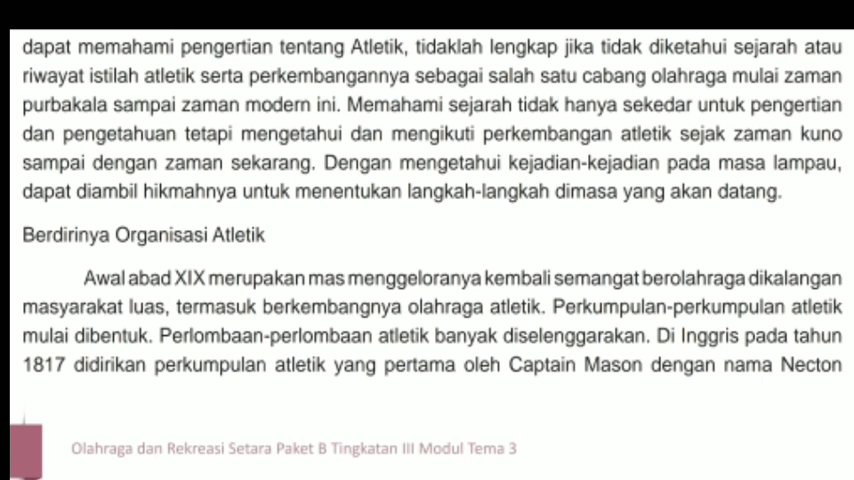 dapat memahami pengertian tentang Atletik, tidaklah lengkap jika tidak diketahui sejarah atau
riwayat istilah atletik serta perkembangannya sebagai salah satu cabang olahraga mulai zaman
purbakala sampai zaman modern ini. Memahami sejarah tidak hanya sekedar untuk pengertian
dan pengetahuan tetapi mengetahui dan mengikuti perkembangan atletik sejak zaman kuno
sampai dengan zaman sekarang. Dengan mengetahui kejadian-kejadian pada masa lampau,
dapat diambil hikmahnya untuk menentukan langkah-langkah dimasa yang akan datang.
Berdirinya Organisasi Atletik
Awal abad XIX merupakan mas menggeloranya kembali semangat berolahraga dikalangan
masyarakat luas, termasuk berkembangnya olahraga atletik. Perkumpulan-perkumpulan atletik
mulai dibentuk. Perlombaan-perlombaan atletik banyak diselenggarakan. Di Inggris pada tahun
1817 didirikan perkumpulan atletik yang pertama oleh Captain Mason dengan nama Necton
Olahraga dan Rekreasi Setara Paket B Tingkatan III Modul Tema 3